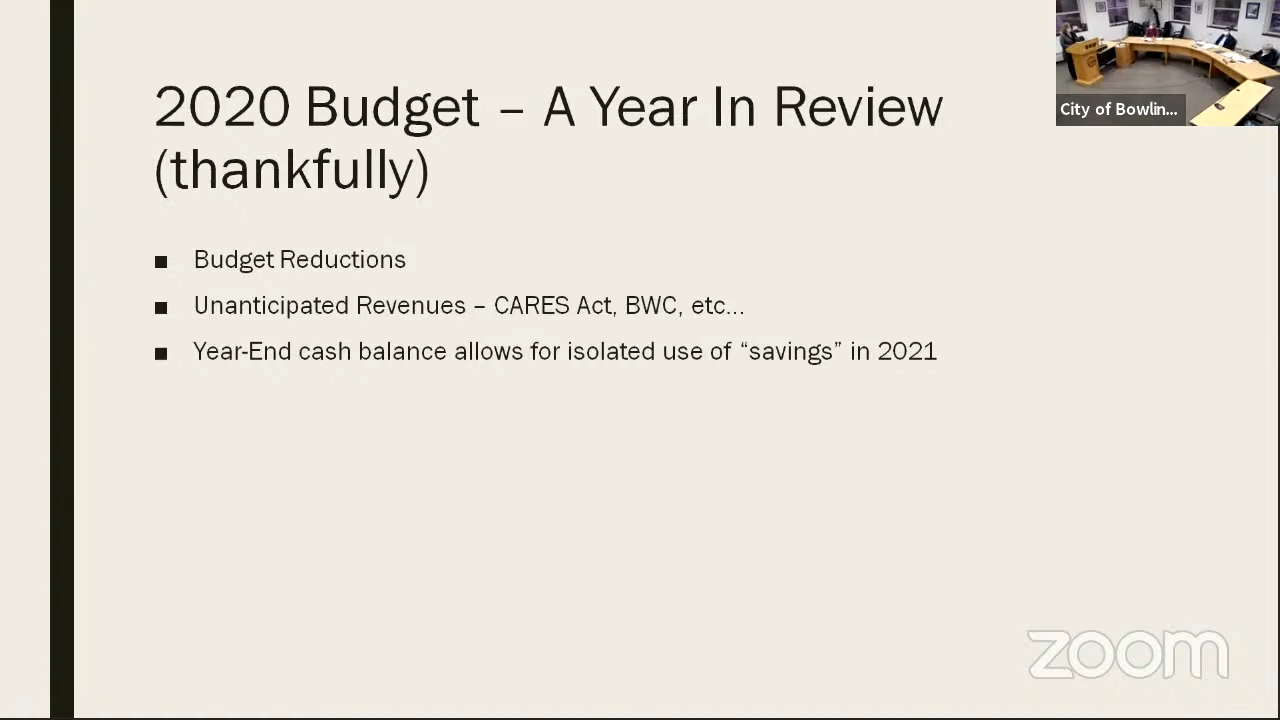 2020 Budget – A Year In Review
(thankfully)
City of Bowlin...
■ Budget Reductions
■ Unanticipated Revenues – CARES Act, BWC, etc...
■ Year-End cash balance allows for isolated use of “savings” in 2021
zoom